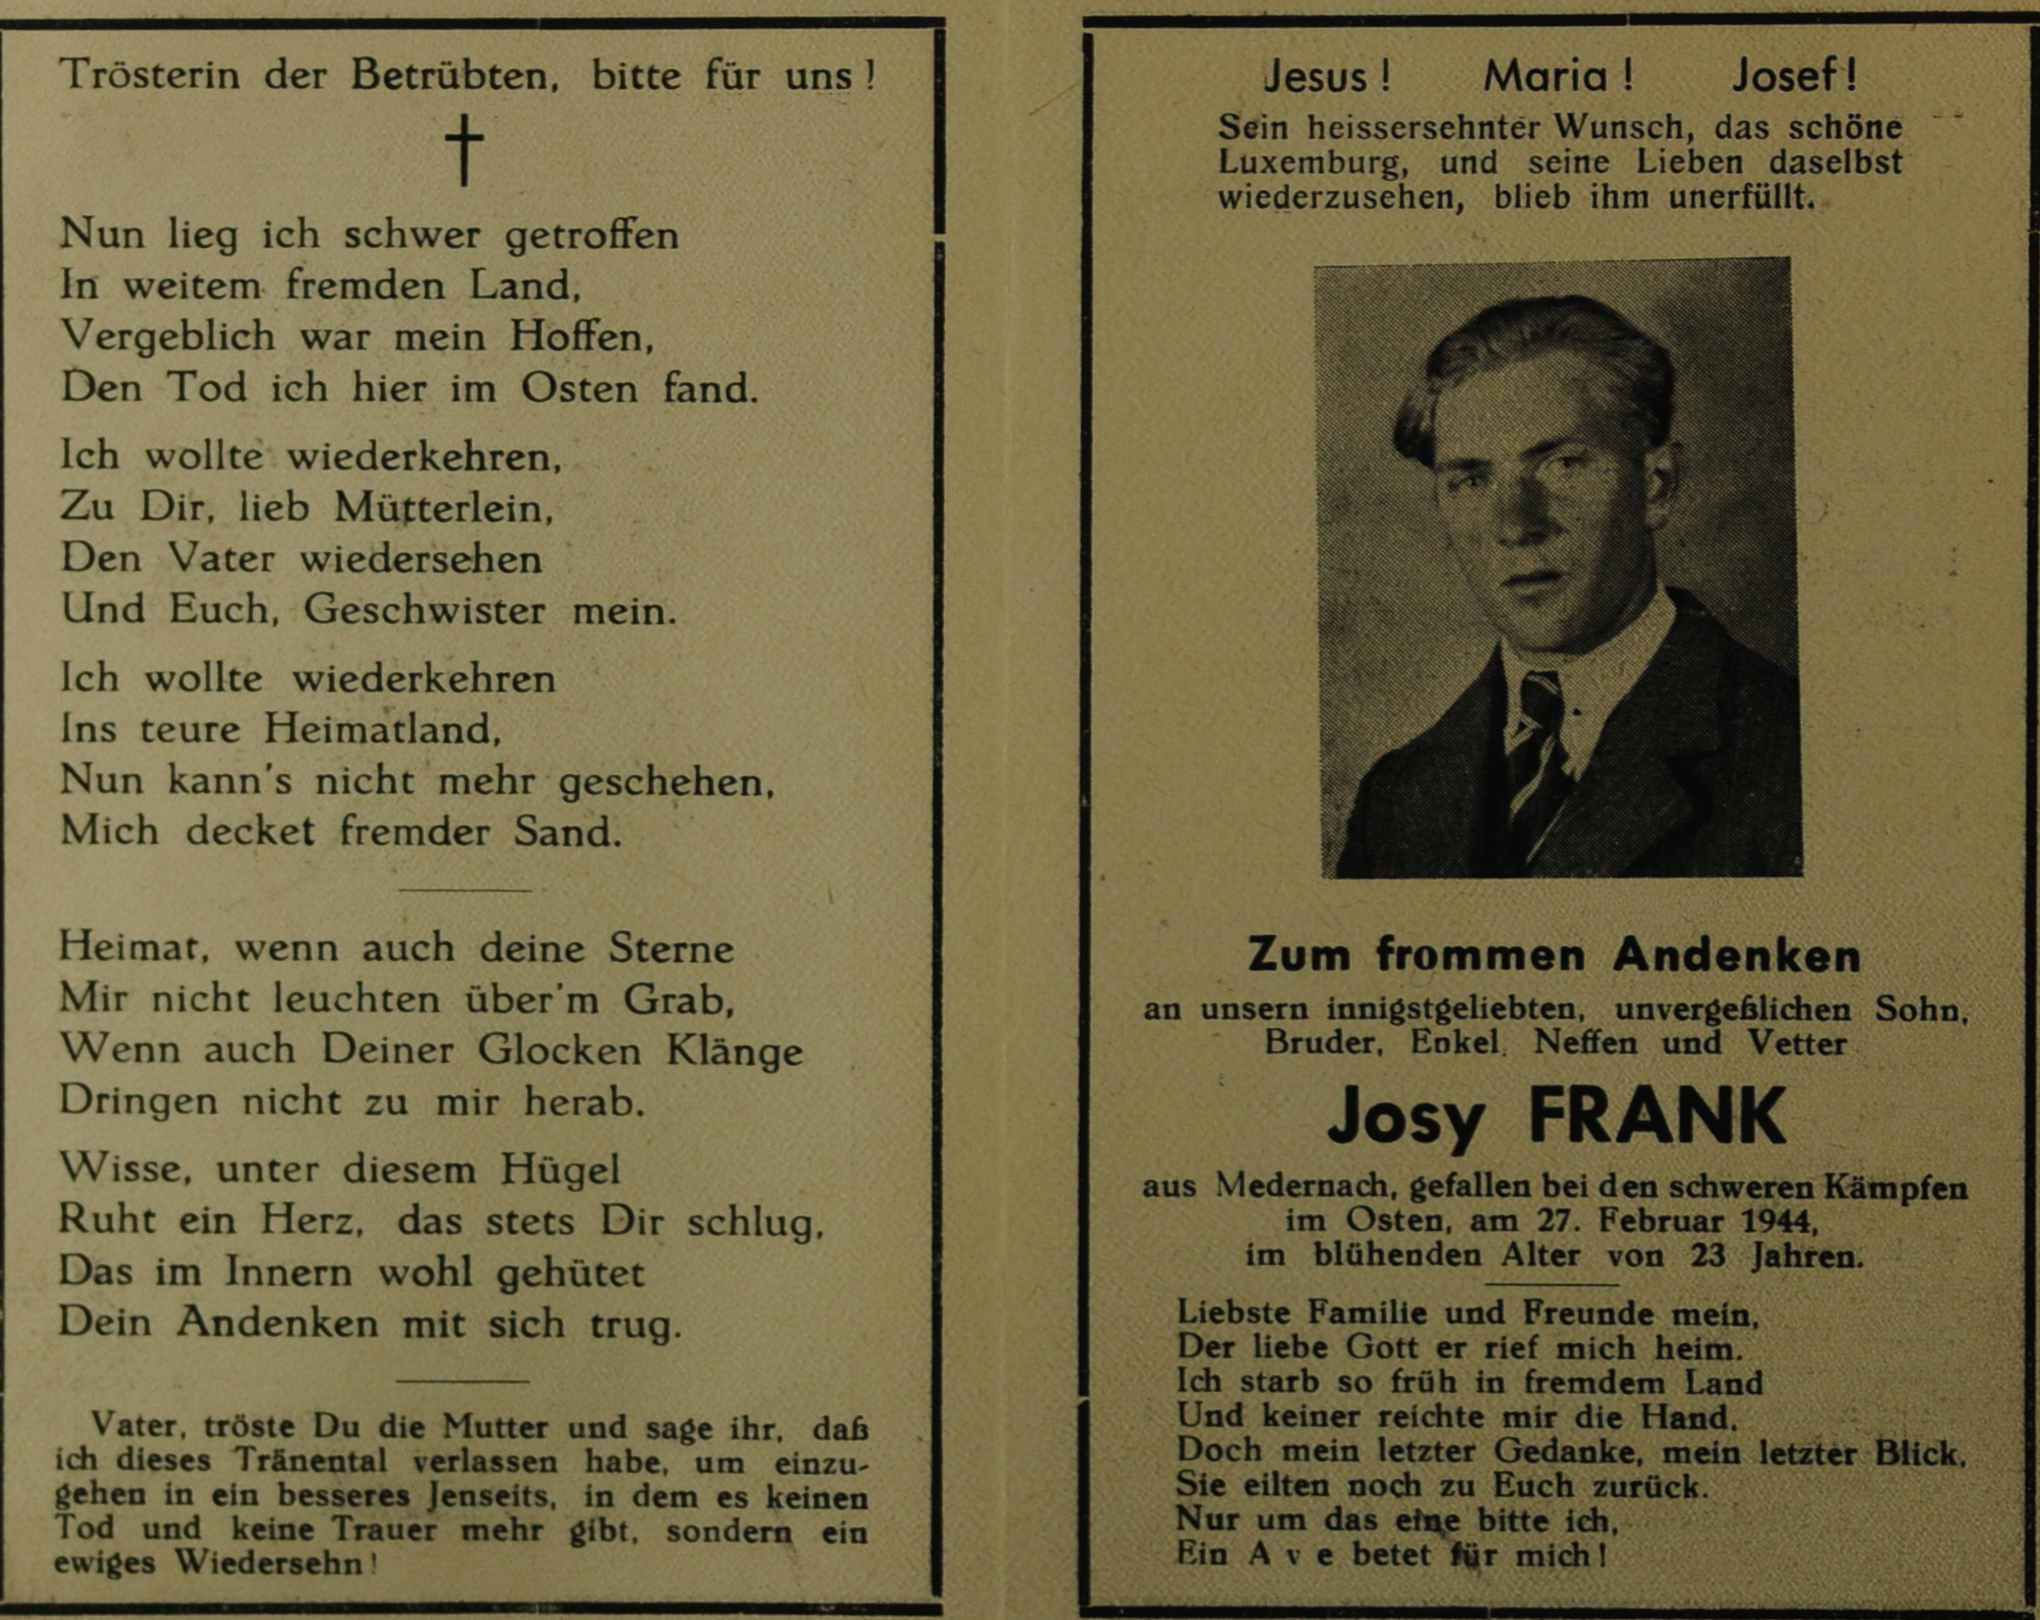 Trösterin der Betrübten, bitte für uns!
Nun lieg ich schwer getroffen
In weitem fremden Land,
Vergeblich war mein Hoffen,
Den Tod ich hier im Osten fand.
Ich wollte wiederkehren,
Zu Dir, lieb Mütterlein,
Den Vater wiedersehen
Und Euch, Geschwister mein.
Ich wollte wiederkehren
Ins teure Heimatland,
Nun kann's nicht mehr geschehen,
Mich decket fremder Sand.
Heimat, wenn auch deine Sterne
Mir nicht leuchten über'm Grab,
Wenn auch Deiner Glocken Klänge
Dringen nicht zu mir herab.
Wisse, unter diesem Hügel
Ruht ein Herz, das stets Dir schlug,
Das im Innern wohl gehütet
Dein Andenken mit sich trug.
Vater, tröste Du die Mutter und sage ihr, daß
ich dieses Tränental verlassen habe, um einzu-
gehen in ein besseres Jenseits, in dem es keinen
Tod und keine Trauer mehr gibt, sondern ein
ewiges Wiedersehn!
Jesus! Maria! Josef!
Sein heissersehnter Wunsch, das schöne
Luxemburg, und seine Lieben daselbst
wiederzusehen, blieb ihm unerfüllt.
Zum frommen Andenken
an unsern innigstgeliebten, unvergeßlichen Sohn,
Bruder, Enkel, Neffen und Vetter
Josy FRANK
aus Medernach, gefallen bei den schweren Kämpfen
im Osten, am 27. Februar 1944,
im blühenden Alter von 23 Jahren.
Liebste Familie und Freunde mein,
Der liebe Gott er rief mich heim.
Ich starb so früh in fremdem Land
Und keiner reichte mir die Hand.
Doch mein letzter Gedanke, mein letzter Blick,
Sie eilten noch zu Euch zurück.
Nur um das eine bitte ich,
Ein Ave betet für mich!